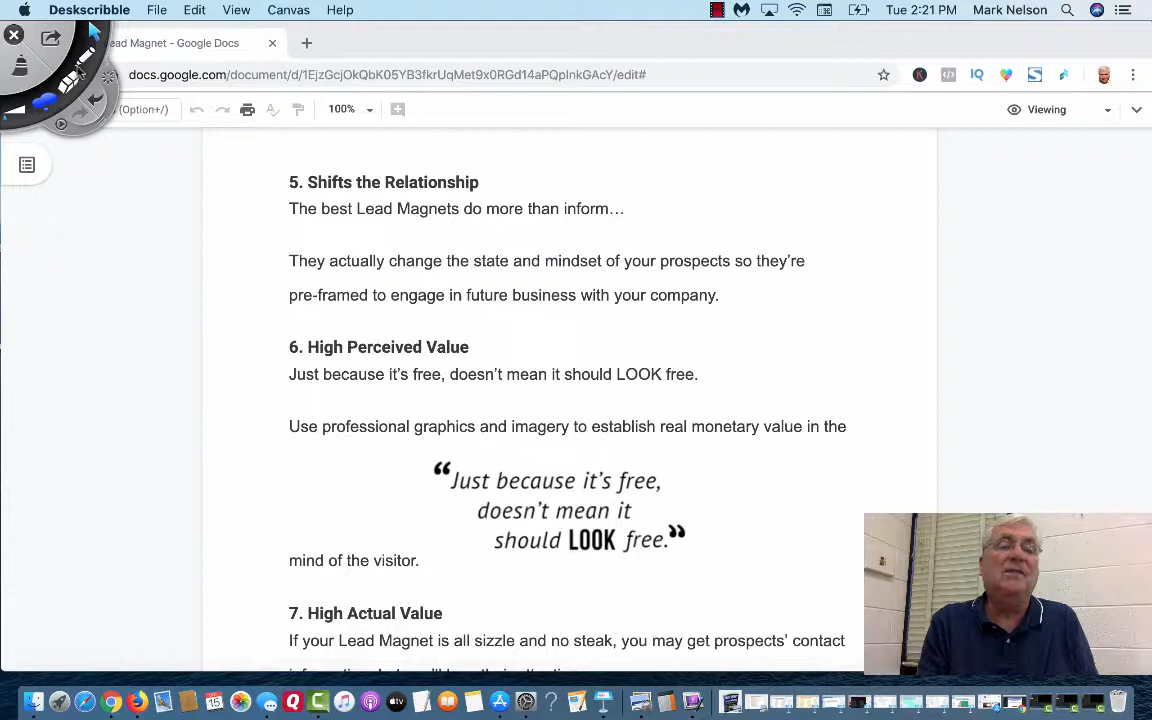 Deskscribble File Edit View Canvas Help Tue 2:21 PM Mark Nelson
ead Magnet - Google Docs
docs.google.com/document/d/1EjzGcjOkQbK05YB3fkrUqMet9x0RGd14aPQpInkGAcY/edit#
(Option+/) 100% Viewing
5. Shifts the Relationship
The best Lead Magnets do more than inform…
They actually change the state and mindset of your prospects so they’re
pre-framed to engage in future business with your company.
6. High Perceived Value
Just because it’s free, doesn’t mean it should LOOK free.
Use professional graphics and imagery to establish real monetary value in the
“Just because it’s free,
doesn’t mean it
should LOOK free.”
mind of the visitor.
7. High Actual Value
If your Lead Magnet is all sizzle and no steak, you may get prospects’ contact